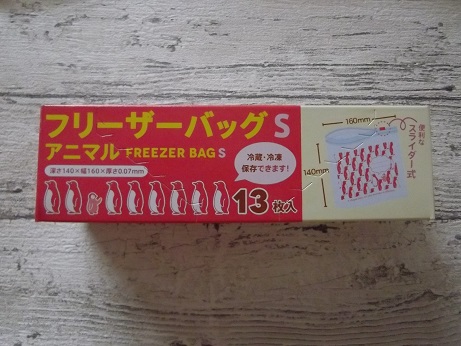 フリーザーバッグ S
アニマル FREEZER BAG S
深さ140×幅160×厚さ0.07mm
冷蔵・冷凍
保存できます!
13枚入
160mm
140mm
便利な
スライダー式